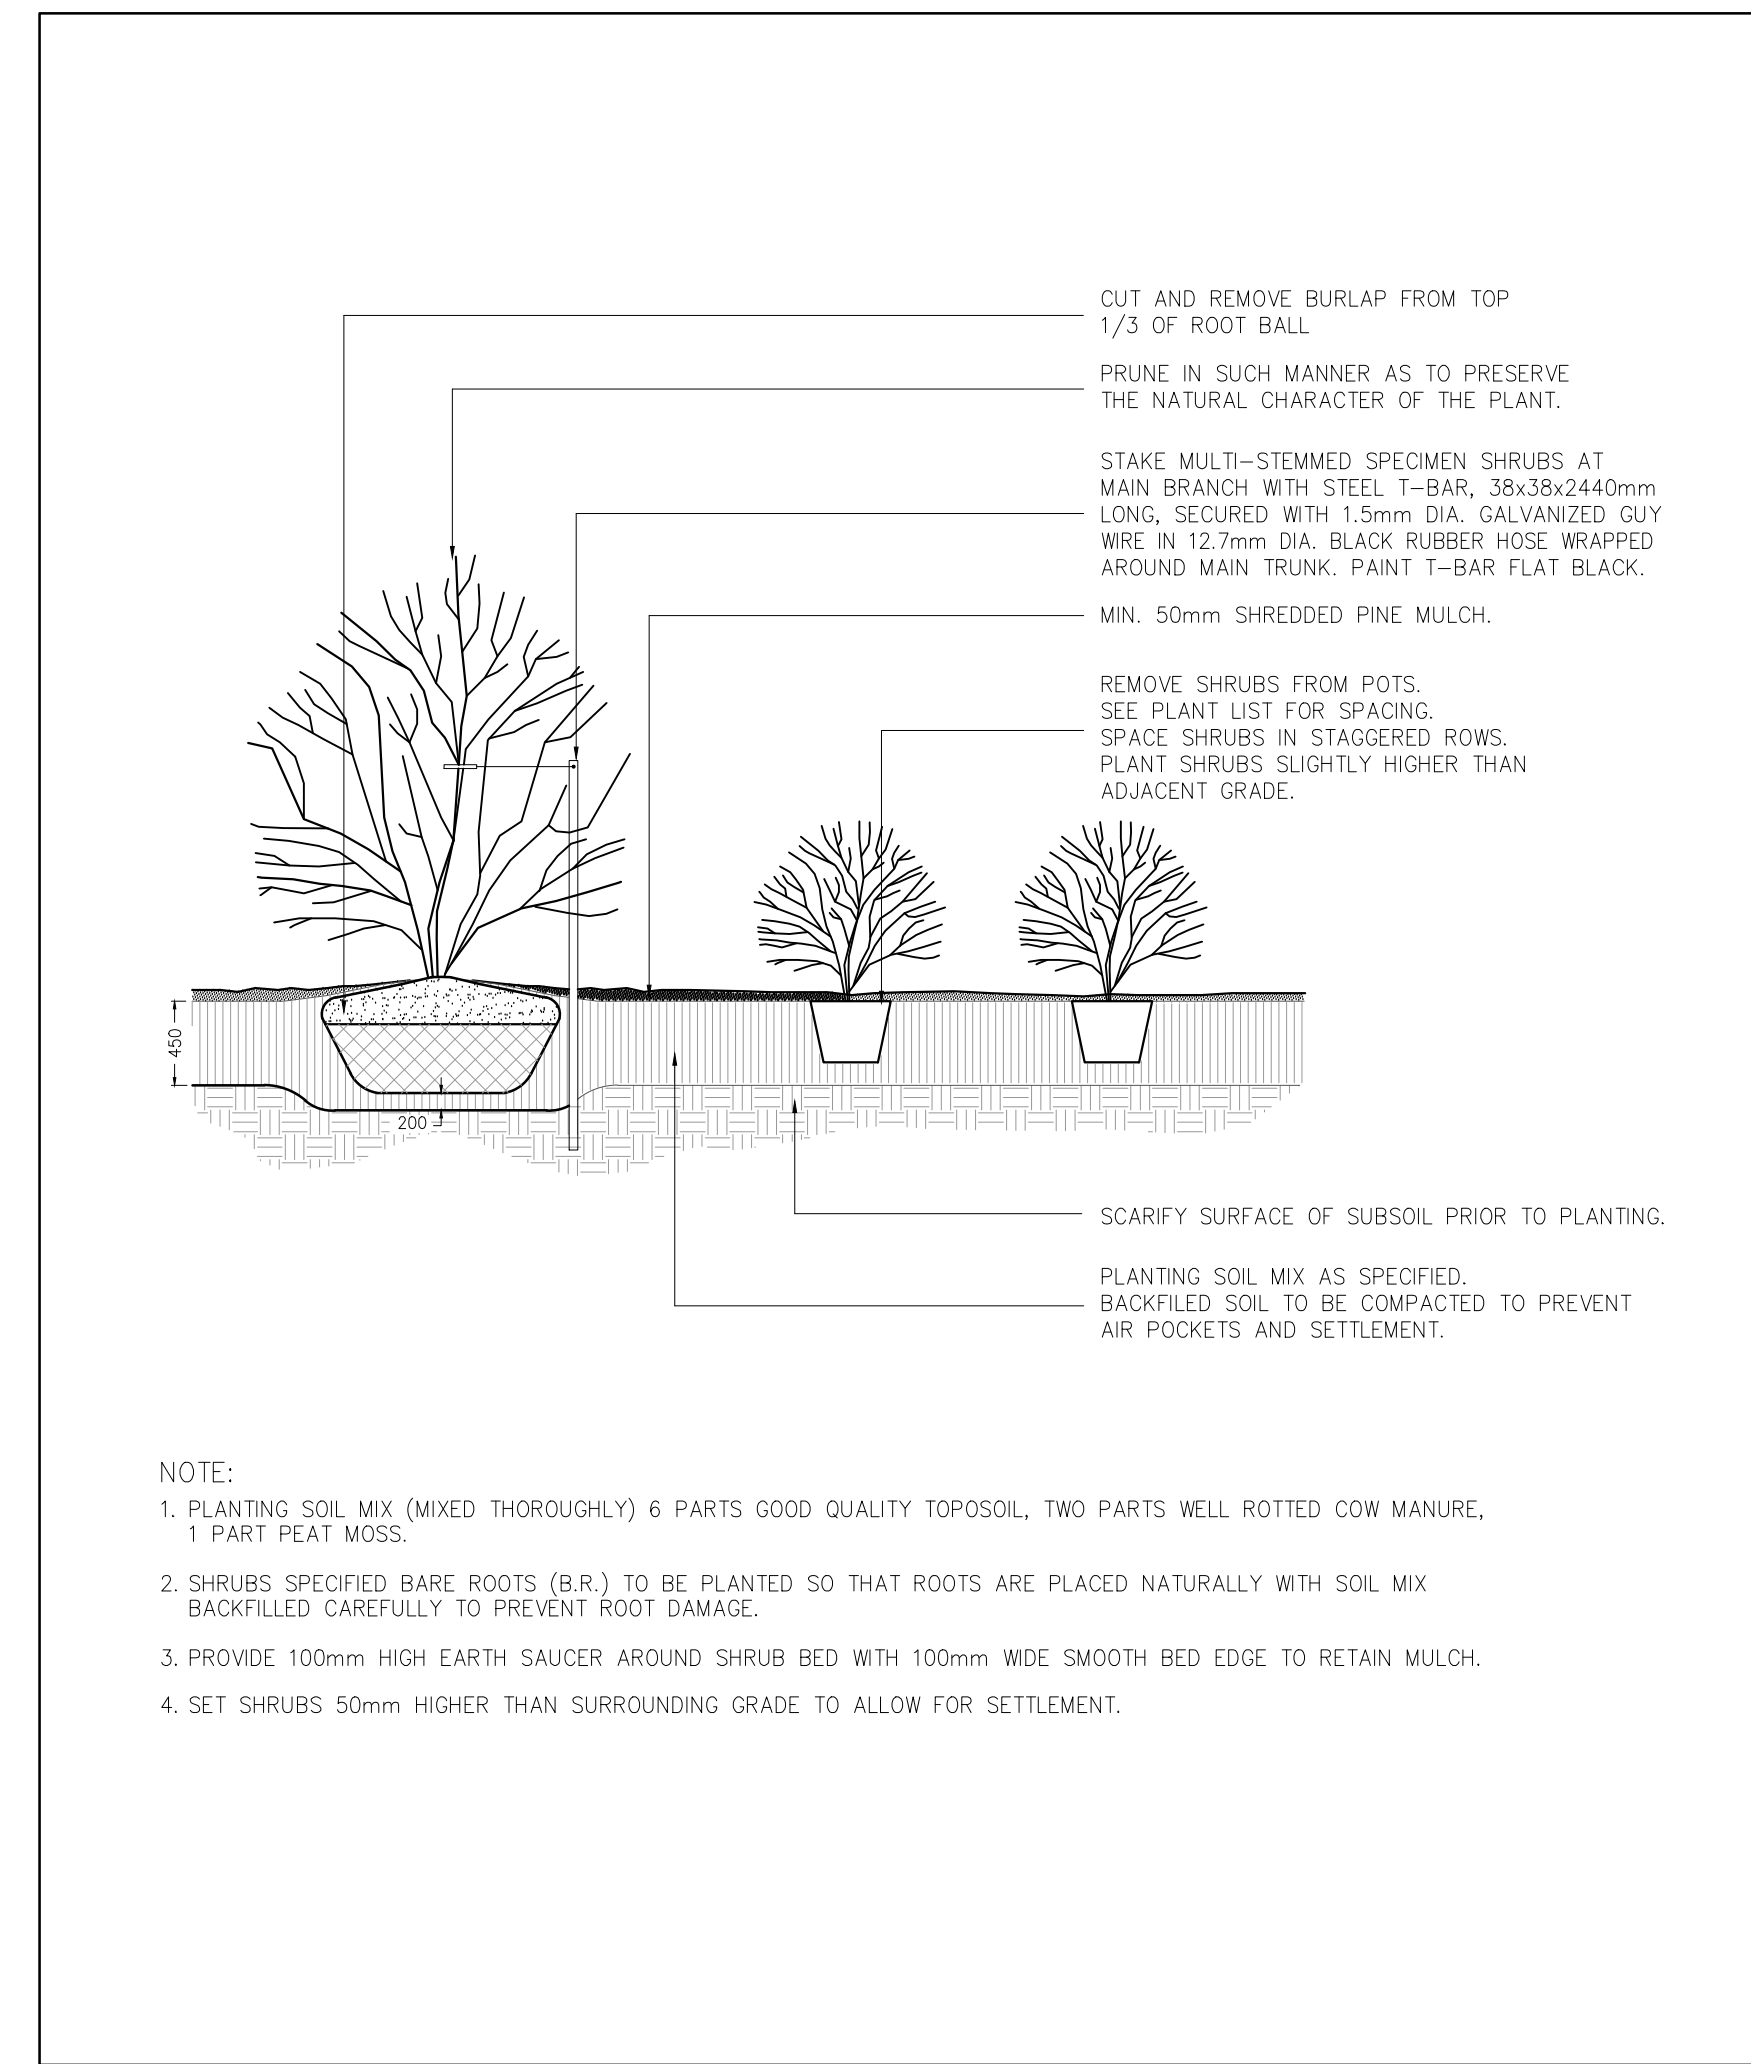 CUT AND REMOVE BURLAP FROM TOP
1/3 OF ROOT BALL
PRUNE IN SUCH MANNER AS TO PRESERVE
THE NATURAL CHARACTER OF THE PLANT.
STAKE MULTI-STEMMED SPECIMEN SHRUBS AT
MAIN BRANCH WITH STEEL T-BAR, 38x38x2440mm
LONG, SECURED WITH 1.5mm DIA. GALVANIZED GUY
WIRE IN 12.7mm DIA. BLACK RUBBER HOSE WRAPPED
AROUND MAIN TRUNK. PAINT T-BAR FLAT BLACK.
MIN. 50mm SHREDDED PINE MULCH.
REMOVE SHRUBS FROM POTS.
SEE PLANT LIST FOR SPACING.
SPACE SHRUBS IN STAGGERED ROWS.
PLANT SHRUBS SLIGHTLY HIGHER THAN
ADJACENT GRADE.
450
200
SCARIFY SURFACE OF SUBSOIL PRIOR TO PLANTING.
PLANTING SOIL MIX AS SPECIFIED.
BACKFILED SOIL TO BE COMPACTED TO PREVENT
AIR POCKETS AND SETTLEMENT.
NOTE:
1. PLANTING SOIL MIX (MIXED THOROUGHLY) 6 PARTS GOOD QUALITY TOPOSOIL, TWO PARTS WELL ROTTED COW MANURE,
1 PART PEAT MOSS.
2. SHRUBS SPECIFIED BARE ROOTS (B.R.) TO BE PLANTED SO THAT ROOTS ARE PLACED NATURALLY WITH SOIL MIX
BACKFILLED CAREFULLY TO PREVENT ROOT DAMAGE.
3. PROVIDE 100mm HIGH EARTH SAUCER AROUND SHRUB BED WITH 100mm WIDE SMOOTH BED EDGE TO RETAIN MULCH.
4. SET SHRUBS 50mm HIGHER THAN SURROUNDING GRADE TO ALLOW FOR SETTLEMENT.